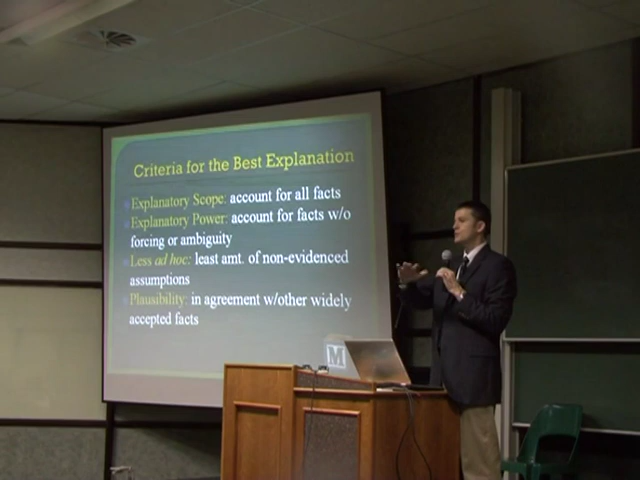 Criteria for the Best Explanation
Explanatory Scope: account for all facts
Explanatory Power: account for facts w/o
forcing or ambiguity
Less ad hoc: least amt. of non-evidenced
assumptions
Plausibility: in agreement w/other widely
accepted facts
M